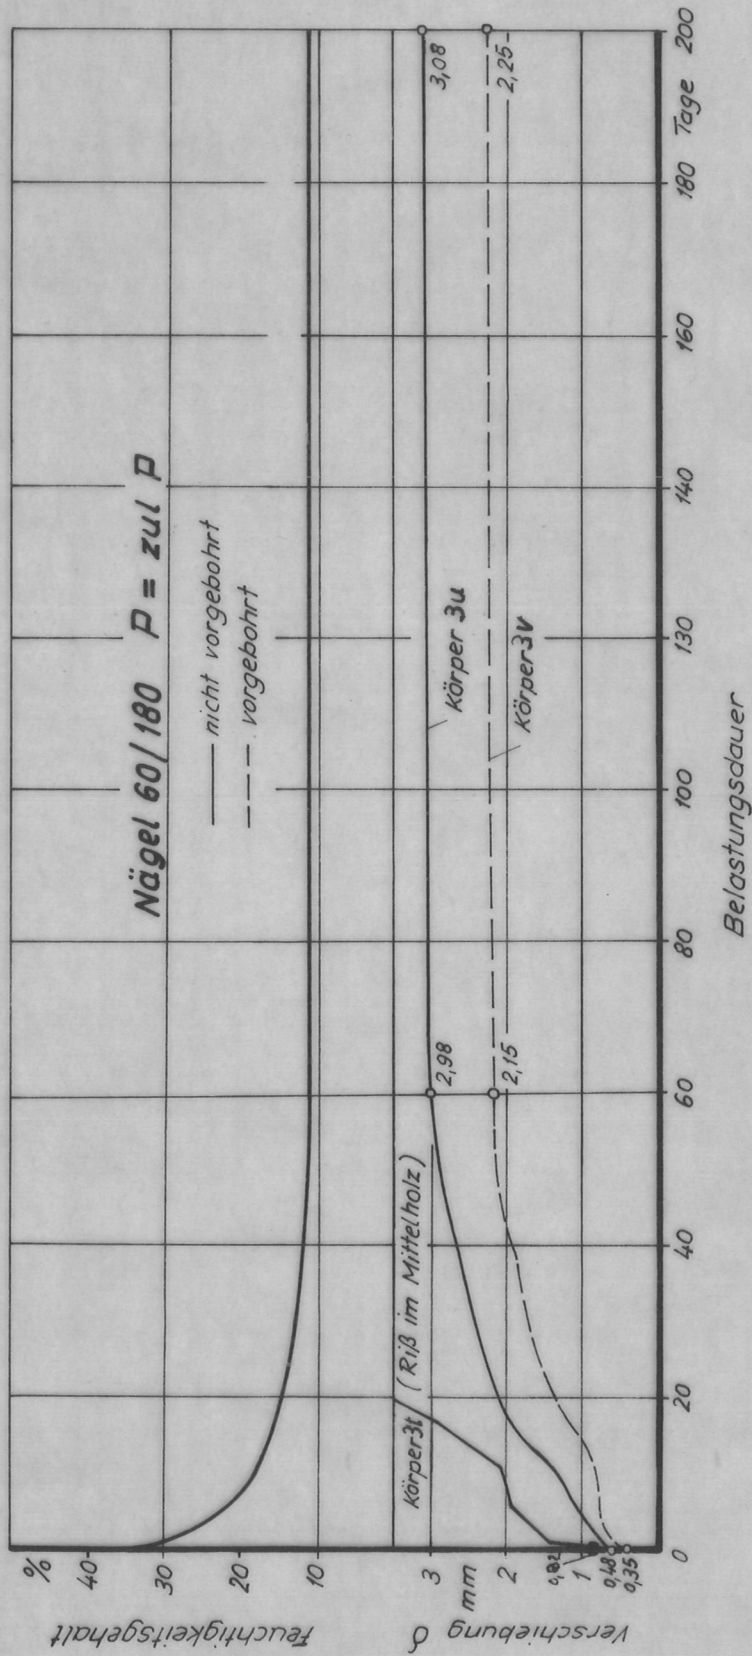 Nägel 60/180 P = zul P
nicht vorgebohrt
vorgebohrt
Feuchtigkeitsgehalt
%
40
30
20
10
Verschiebung δ
mm
3
2
1
0,48
0,35
Körper 3t (Riß im Mittelholz)
2,98
2,15
Körper 3u
Körper 3v
3,08
2,25
0
20
40
60
80
100
130
140
160
180
Tage
200
Belastungsdauer